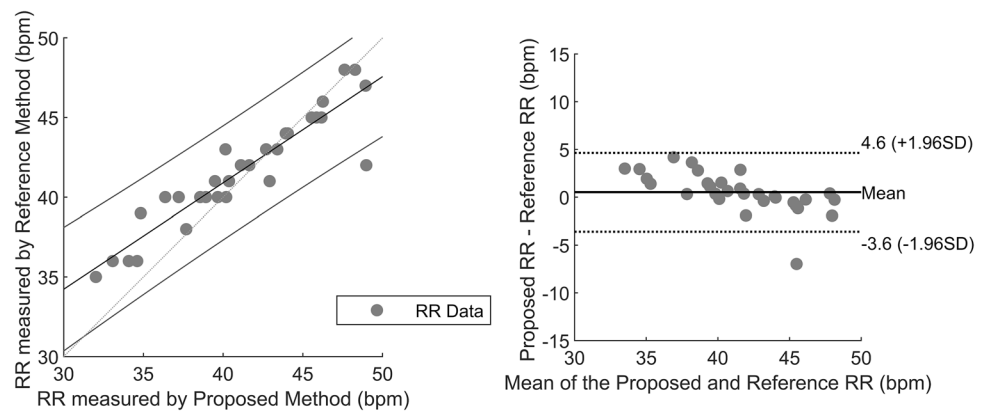 RR measured by Reference Method (bpm)
50
45
40
35
30
30
35
40
45
50
RR measured by Proposed Method (bpm)
RR Data
Proposed RR - Reference RR (bpm)
15
10
5
0
-5
-10
-15
30
35
40
45
50
Mean of the Proposed and Reference RR (bpm)
4.6 (+1.96SD)
Mean
-3.6 (-1.96SD)